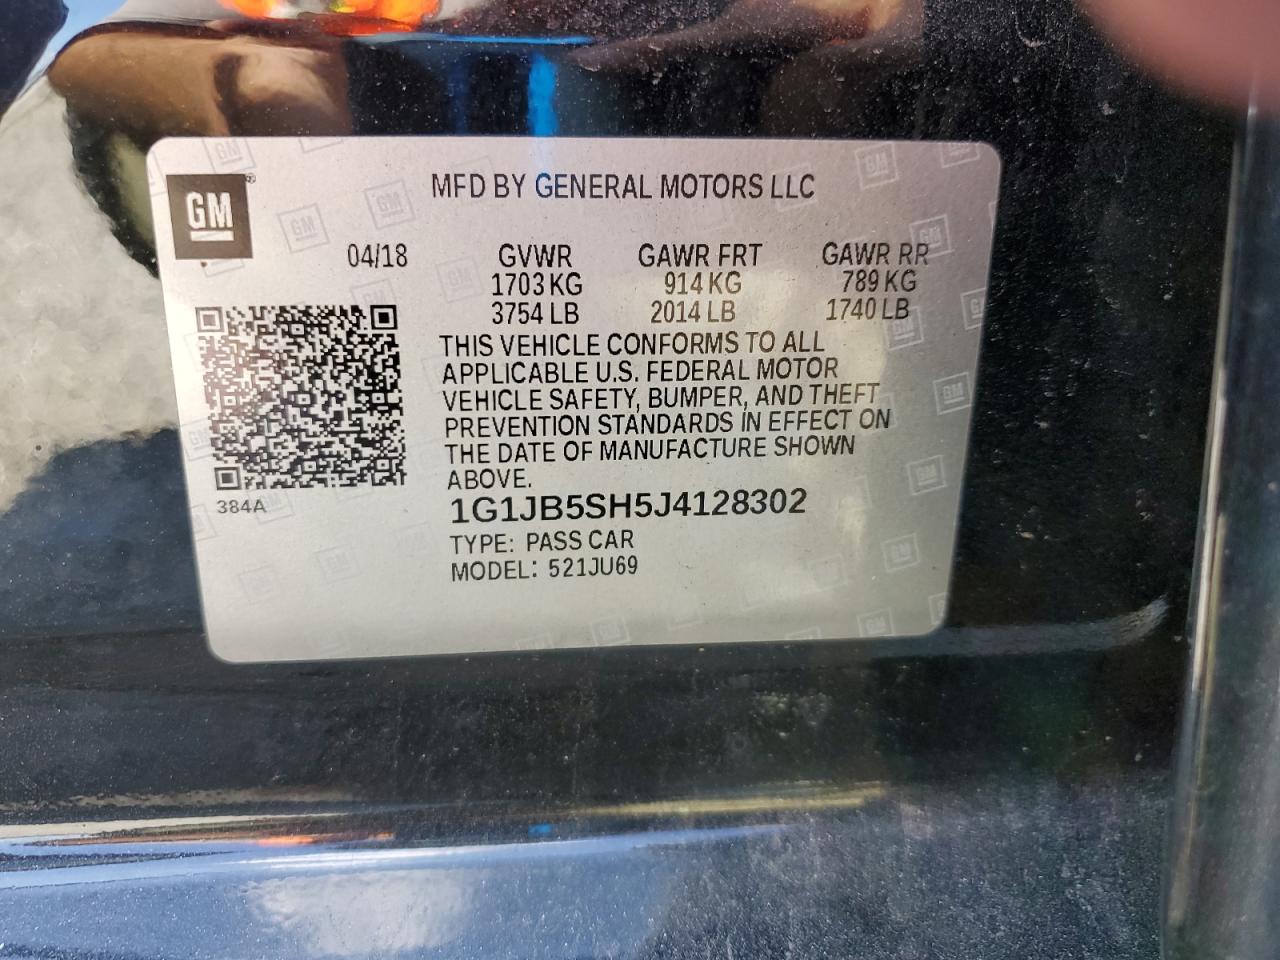 GM
MFD BY GENERAL MOTORS LLC
04/18 GVWR GAWR FRT GAWR RR
1703 KG 914 KG 789 KG
3754 LB 2014 LB 1740 LB
THIS VEHICLE CONFORMS TO ALL
APPLICABLE U.S. FEDERAL MOTOR
VEHICLE SAFETY, BUMPER, AND THEFT
PREVENTION STANDARDS IN EFFECT ON
THE DATE OF MANUFACTURE SHOWN
ABOVE.
384A
1G1JB5SH5J4128302
TYPE: PASS CAR
MODEL: 521JU69